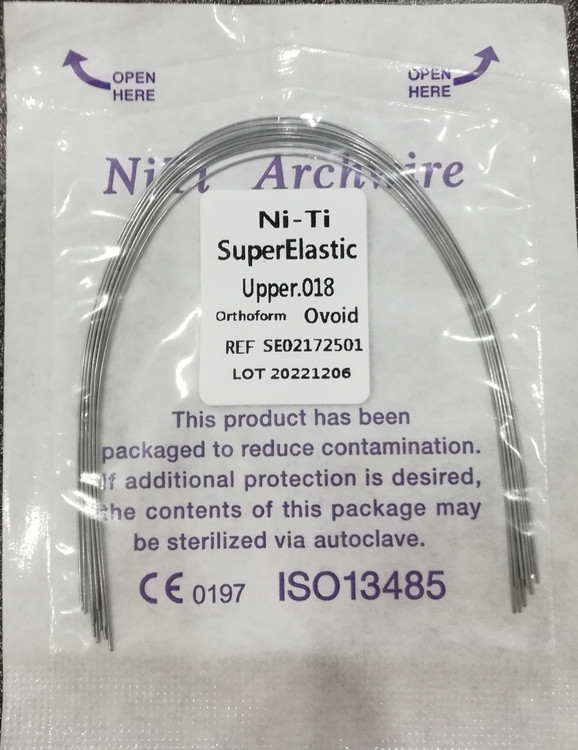 OPEN
HERE
OPEN
HERE
NiTi Archwire
Ni-Ti
SuperElastic
Upper.018
Orthoform Ovoid
REF SE02172501
LOT 20221206
This product has been
packaged to reduce contamination.
If additional protection is desired,
the contents of this package may
be sterilized via autoclave.
CE 0197 ISO13485